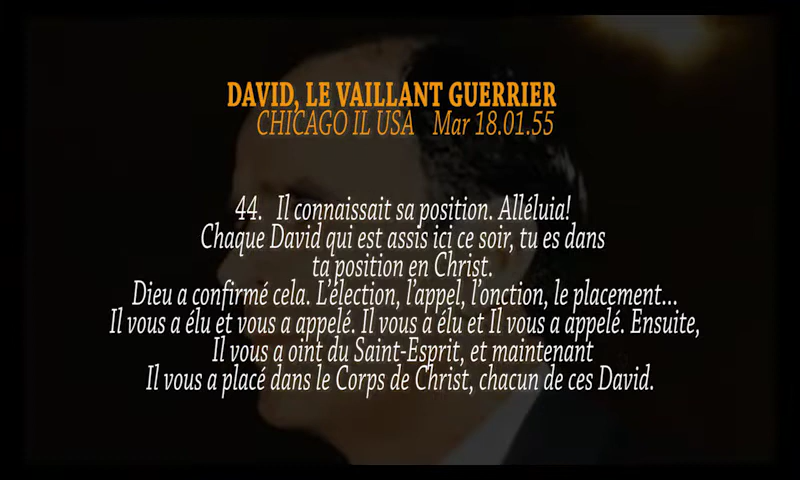 DAVID, LE VAILLANT GUERRIER
CHICAGO IL USA Mar 18.01.55
44. Il connaissait sa position. Alléluia!
Chaque David qui est assis ici ce soir, tu es dans
ta position en Christ.
Dieu a confirmé cela. L'élection, l'appel, l'onction, le placement...
Il vous a élu et vous a appelé. Il vous a élu et Il vous a appelé. Ensuite,
Il vous a oint du Saint-Esprit, et maintenant
Il vous a placé dans le Corps de Christ, chacun de ces David.